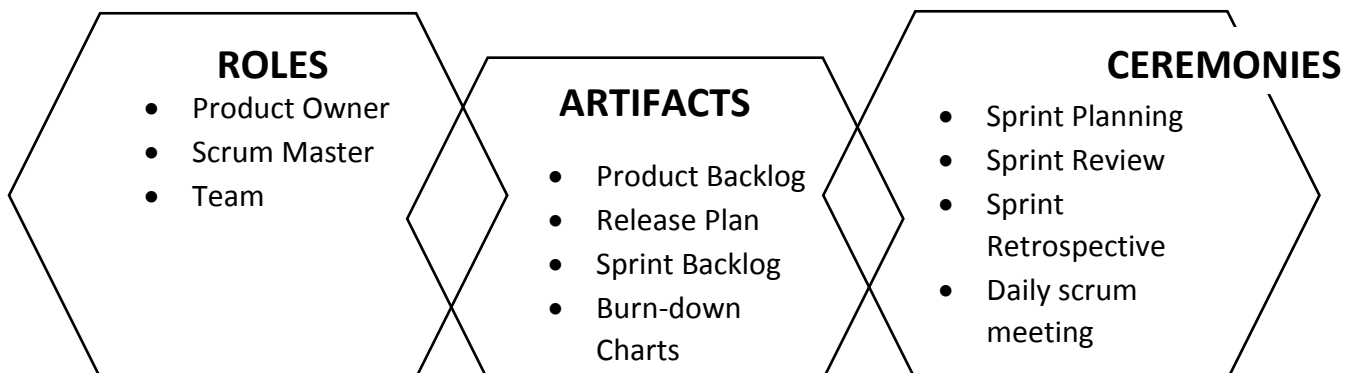 ROLES
• Product Owner
• Scrum Master
• Team
ARTIFACTS
• Product Backlog
• Release Plan
• Sprint Backlog
• Burn-down
Charts
CEREMONIES
• Sprint Planning
• Sprint Review
• Sprint
Retrospective
• Daily scrum
meeting